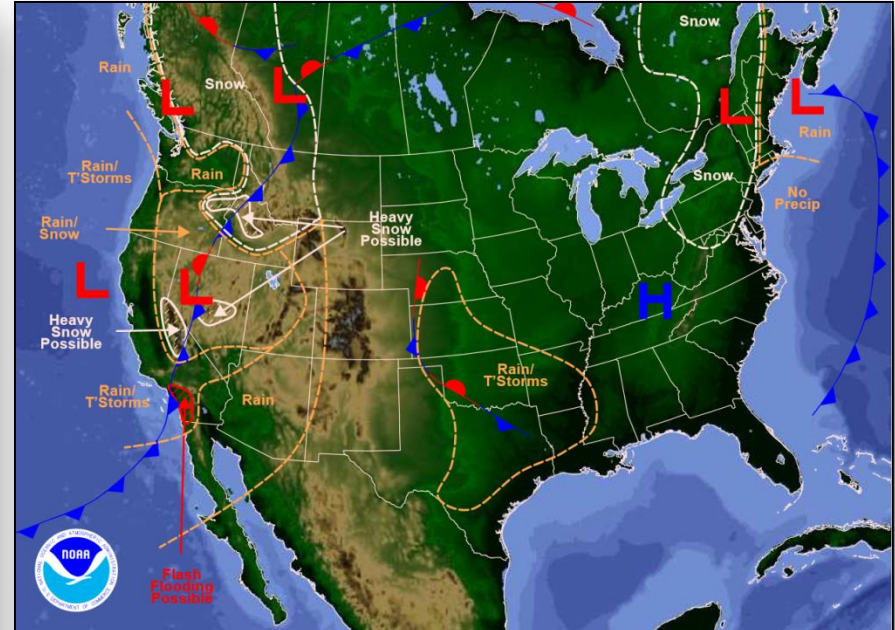 Snow
Rain
Snow
L
L
L
L
Rain
Rain/
T'Storms
Rain
Snow
No
Precip
Rain/
Snow
Heavy
Snow
Possible
L
L
H
Heavy
Snow
Possible
Rain/
T'Storms
Rain/
T'Storms
Rain
NOAA
Flash
Flooding
Possible